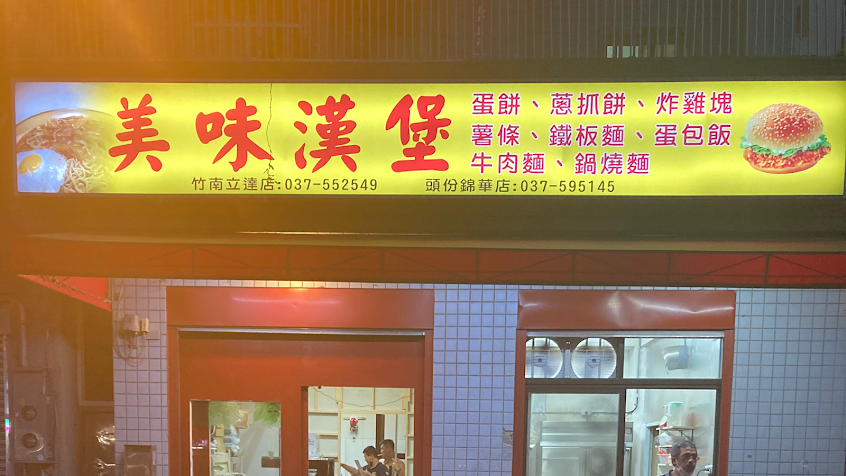 美味漢堡
蛋餅、蔥抓餅、炸雞塊
薯條、鐵板麵、蛋包飯
牛肉麵、鍋燒麵
竹南立達店:037-552549 頭份錦華店:037-595145